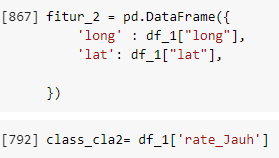 [867] fitur_2 = pd.DataFrame({
'long' : df_1["long"],
'lat': df_1["lat"],
})
[792] class_cla2= df_1['rate_Jauh']